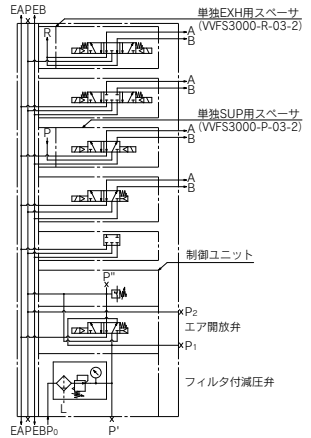 EAPEB
単独EXH用スペーサ
(VVFS3000-R-03-2)
R
A
B
A
B
単独SUP用スペーサ
(VVFS3000-P-03-2)
P
A
B
A
B
制御ユニット
P"
P2
エア開放弁
P1
フィルタ付減圧弁
L
EAPEBP0
P'